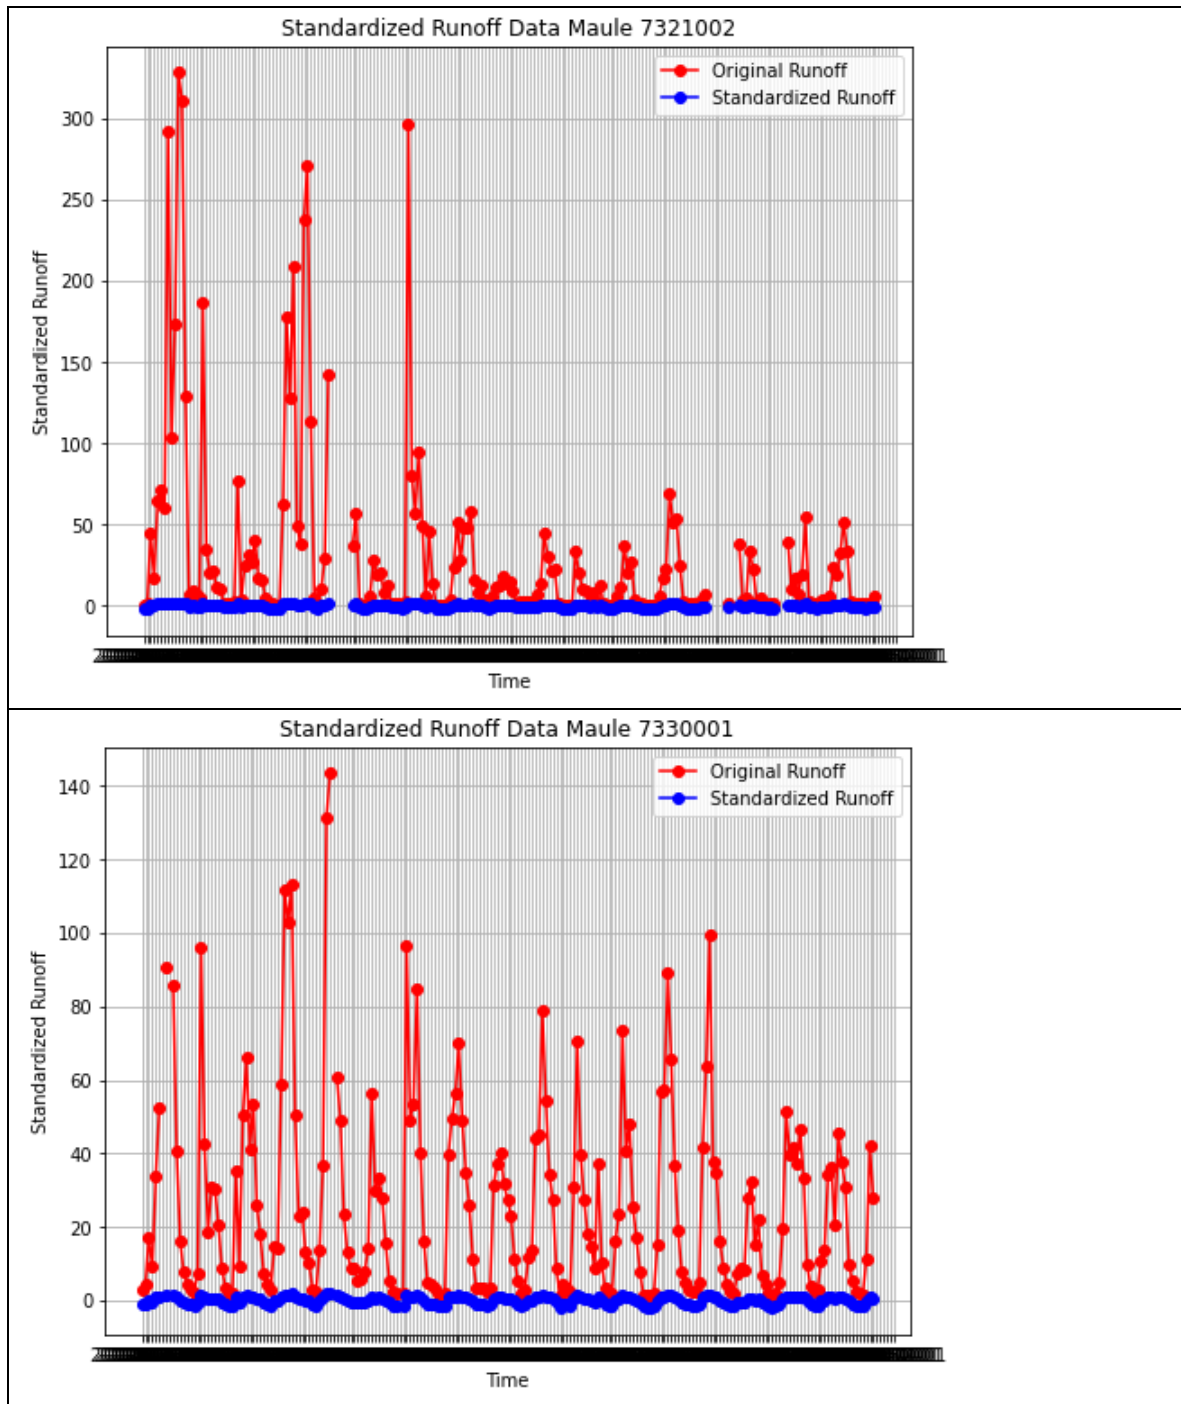 Standardized Runoff Data Maule 7321002
Original Runoff
Standardized Runoff
300
250
200
150
100
50
0
Standardized Runoff
Time
Standardized Runoff Data Maule 7330001
Original Runoff
Standardized Runoff
140
120
100
80
60
40
20
0
Standardized Runoff
Time